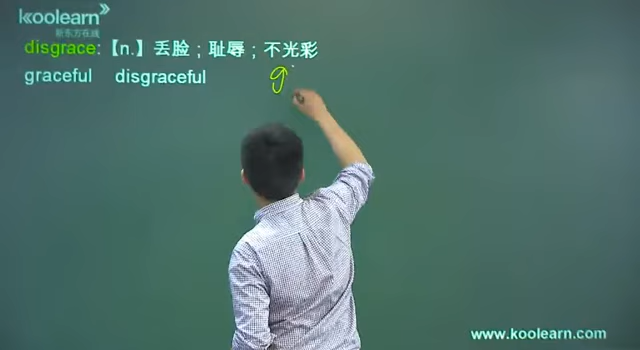 koolearn
新东方在线
disgrace:【n.】丢脸；耻辱；不光彩
graceful disgraceful
g
www.koolearn.com